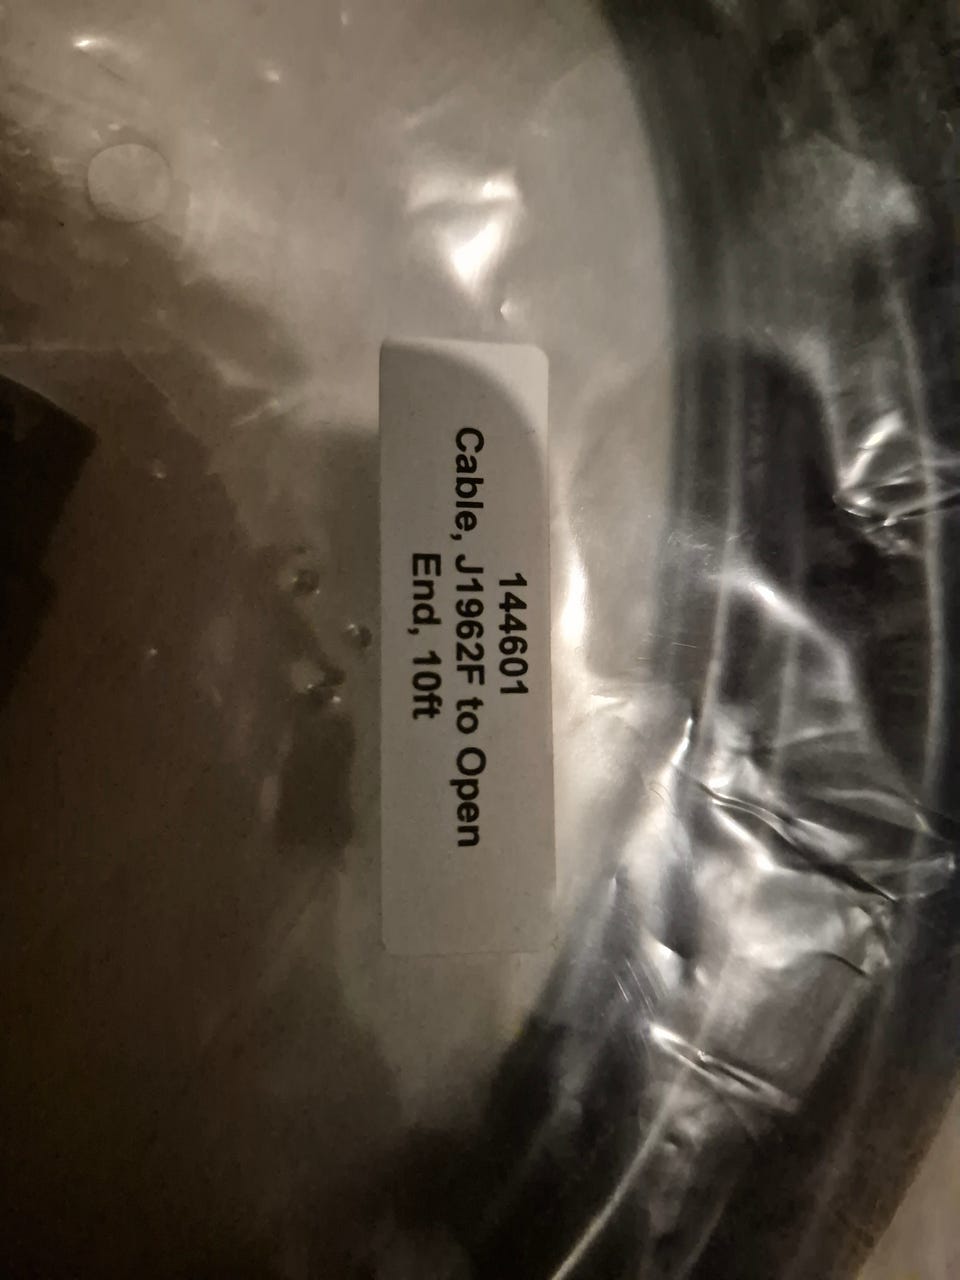 144601
Cable, J1962F to Open
End, 10ft